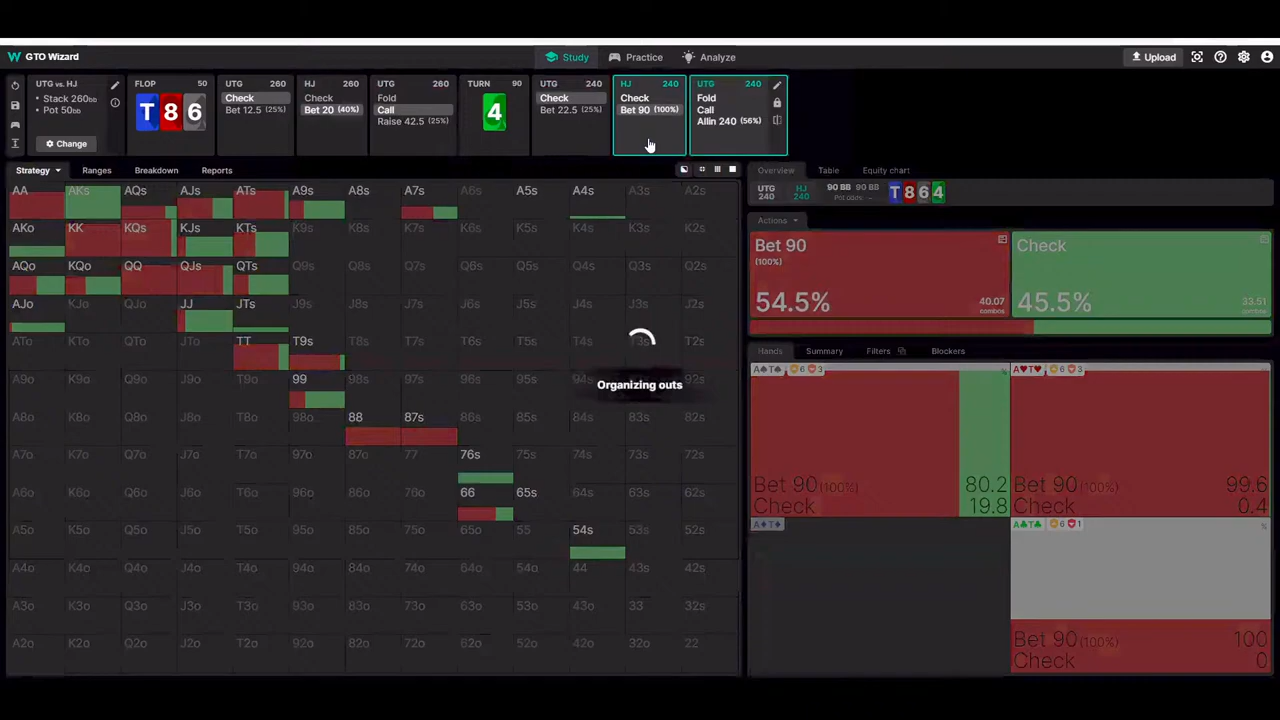 GTO Wizard
Study Practice Analyze Upload
UTG vs. HJ
• Stack 260bb
• Pot 50bb
Change
FLOP 50
T 8 6
UTG 260
Check
Bet 12.5 (25%)
HJ 260
Check
Bet 20 (40%)
UTG 260
Fold
Call
Raise 42.5 (25%)
TURN 90
4
UTG 240
Check
Bet 22.5 (25%)
HJ 240
Check
Bet 90 (100%)
UTG 240
Fold
Call
Allin 240 (56%)
Strategy Ranges Breakdown Reports
AA AKs AQs AJs ATs A9s A8s A7s A6s A5s A4s A3s A2s
AKo KK KQs KJs KTs K9s K8s K7s K6s K5s K4s K3s K2s
AQo KQo QQ QJs QTs Q9s Q8s Q7s Q6s Q5s Q4s Q3s Q2s
AJo KJo QJo JJ JTs J9s J8s J7s J6s J5s J4s J3s J2s
ATo KTo QTo JTo TT T9s T8s T7s T6s T5s T4s T3s T2s
A9o K9o Q9o J9o T9o 99 98s 97s 96s 95s 94s 93s 92s
Organizing outs
A8o K8o Q8o J8o T8o 98o 88 87s 86s 85s 84s 83s 82s
A7o K7o Q7o J7o T7o 97o 87o 77 76s 75s 74s 73s 72s
A6o K6o Q6o J6o T6o 96o 86o 76o 66 65s 64s 63s 62s
A5o K5o Q5o J5o T5o 95o 85o 75o 65o 55 54s 53s 52s
A4o K4o Q4o J4o T4o 94o 84o 74o 64o 54o 44 43s 42s
A3o K3o Q3o J3o T3o 93o 83o 73o 63o 53o 43o 33 32s
A2o K2o Q2o J2o T2o 92o 82o 72o 62o 52o 42o 32o 22
Overview Table Equity chart
UTG 240
HJ 240
90 BB 90 BB
Pot odds: --
T 8 6 4
Actions
Bet 90
(100%)
54.5%
40.07
combos
Check
45.5%
33.51
combos
Hands Summary Filters Blockers
A♠T♠ 6 3 %
Bet 90 (100%) 80.2
Check 19.8
A♥T♥ 6 3
Bet 90 (100%) 99.6
Check 0.4
A♦T♦
A♣T♣ 6 1 %
Bet 90 (100%) 100
Check 0